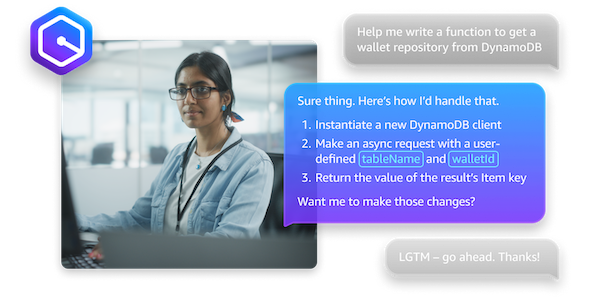 Help me write a function to get a
wallet repository from DynamoDB
Sure thing. Here's how I'd handle that.
1. Instantiate a new DynamoDB client
2. Make an async request with a user-
defined tableName and walletId
3. Return the value of the result's Item key
Want me to make those changes?
LGTM – go ahead. Thanks!